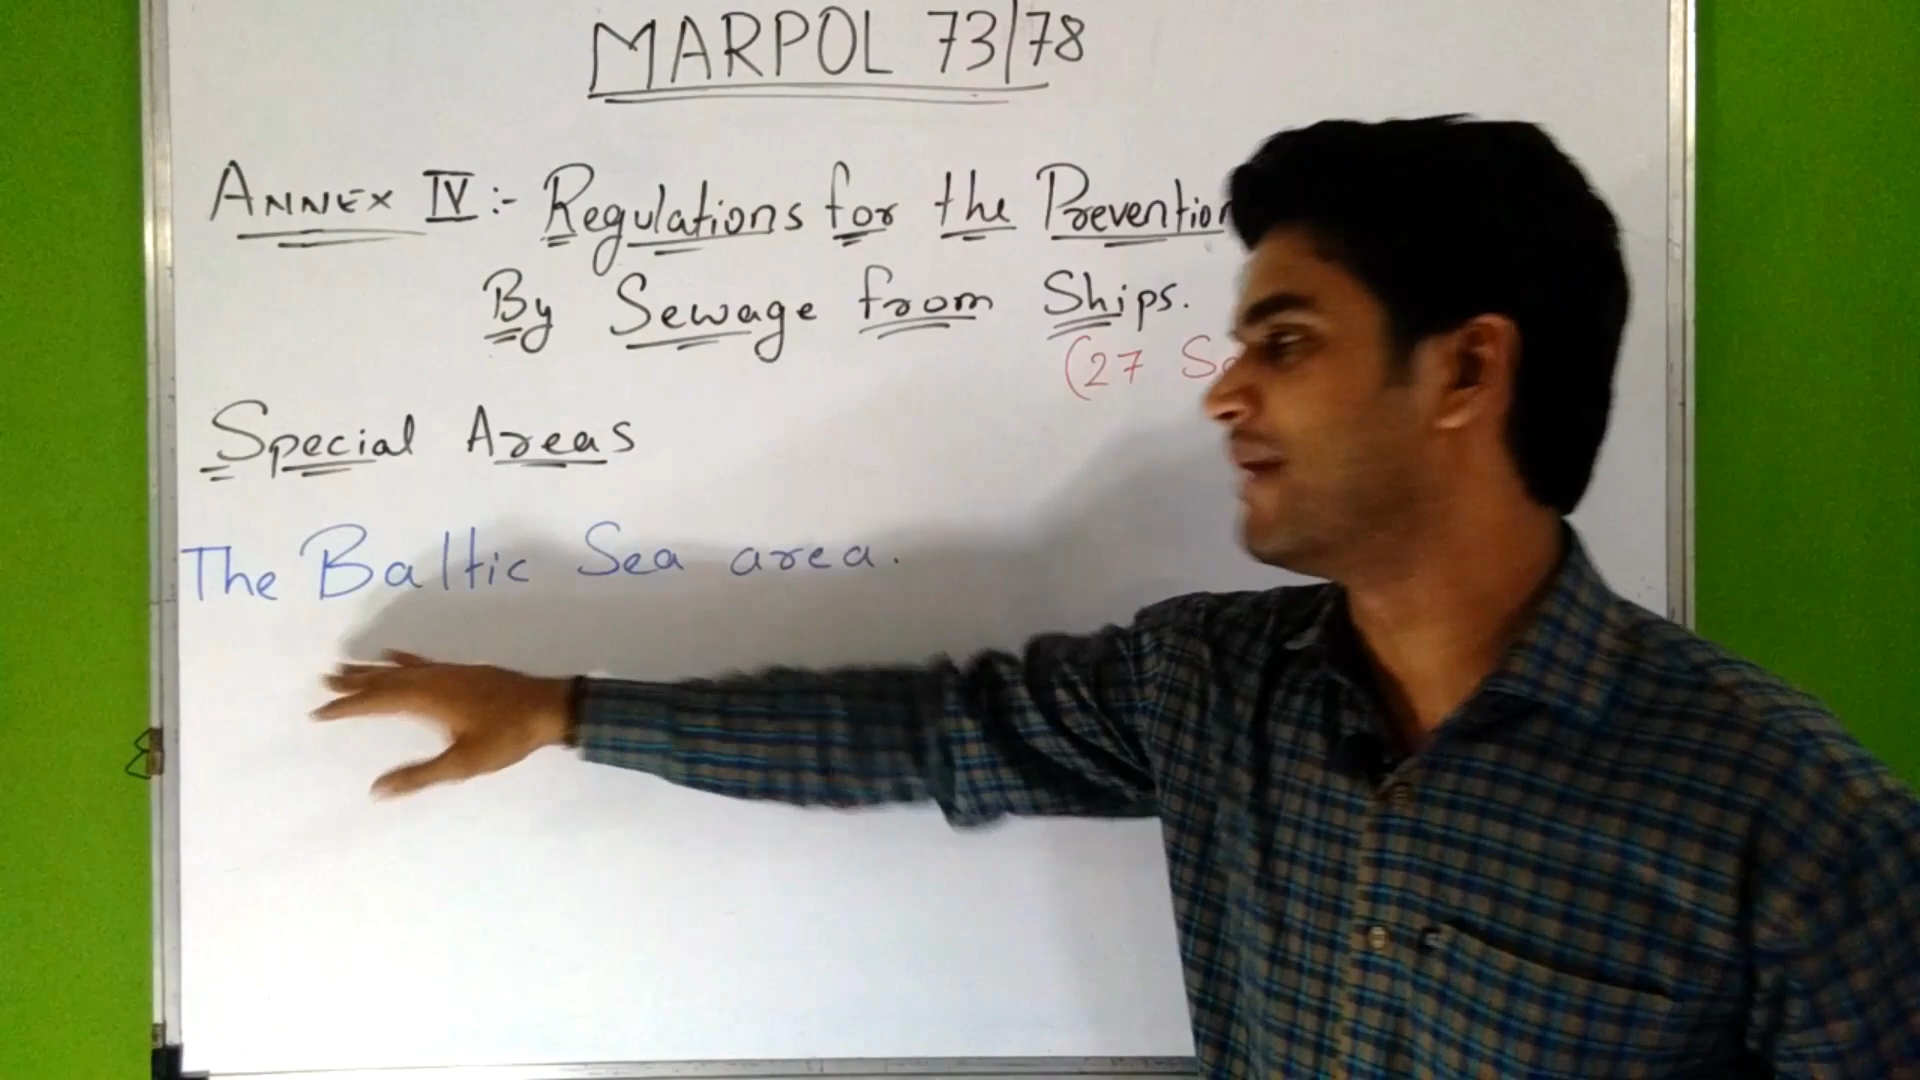 MARPOL 73/78
ANNEX IV :- Regulations for the Prevention
By Sewage from Ships.
(27 Se
Special Areas
The Baltic Sea area.